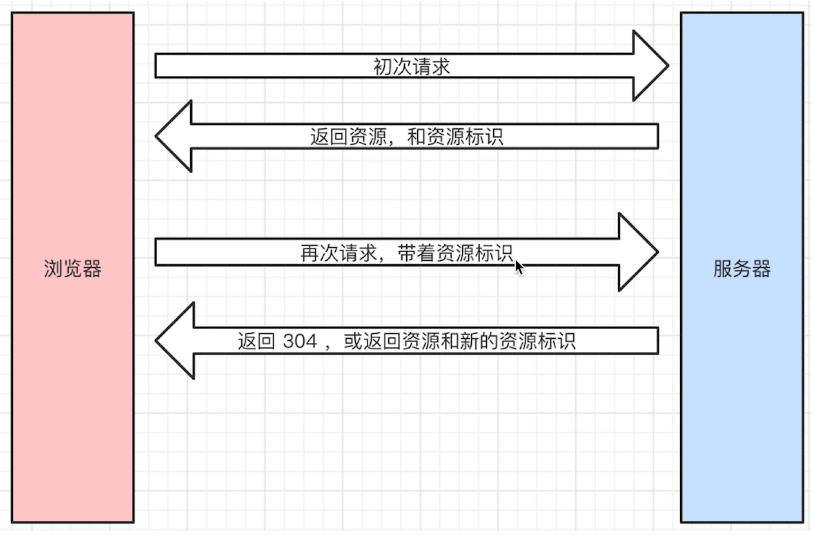 初次请求
返回资源，和资源标识
再次请求，带着资源标识
浏览器
服务器
返回 304 ，或返回资源和新的资源标识